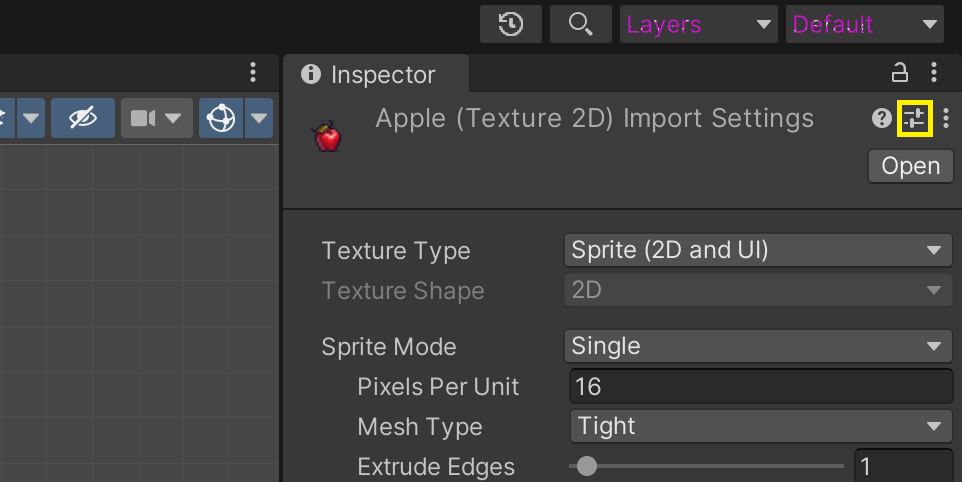 Layers
Default
Inspector
Apple (Texture 2D) Import Settings
Open
Texture Type Sprite (2D and UI)
Texture Shape 2D
Sprite Mode Single
Pixels Per Unit 16
Mesh Type Tight
Extrude Edges 1